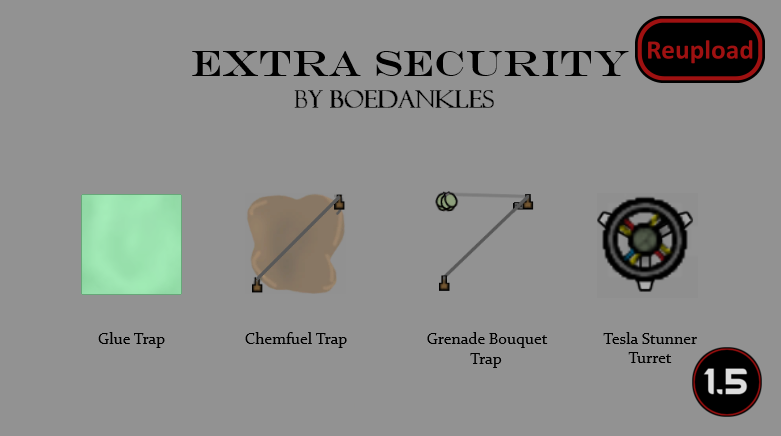 EXTRA SECURITY
Reupload
BY BOEDANKLES
Glue Trap
Chemfuel Trap
Grenade Bouquet
Trap
Tesla Stunner
Turret
1.5